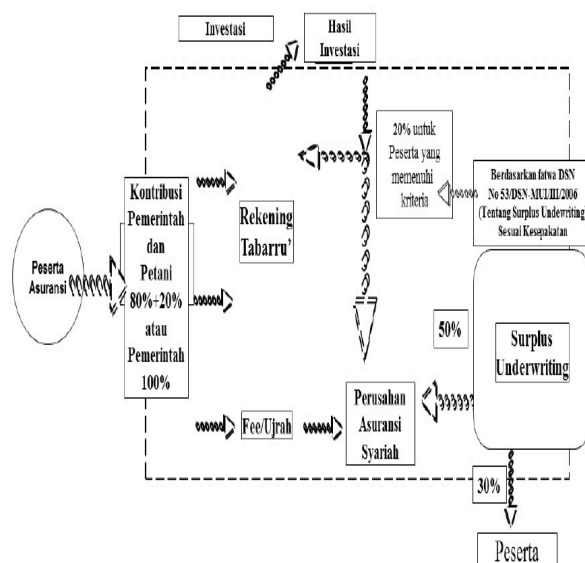 Investasi
Hasil
Investasi
20% untuk
Peserta yang
memenuhi
kriteria
Berdasarkan fatwa DSN
No 53/DSN-MUI/III/2006
(Tentang Surplus Undewriting)
Sesuai Kesepakatan
Kontribusi
Pemerintah
dan
Petani
80%+20%
atau
Pemerintah
100%
Rekening
Tabarru'
Peserta
Asuransi
50%
Surplus
Underwriting
Fee/Ujrah
Perusahan
Asuransi
Syariah
30%
Peserta